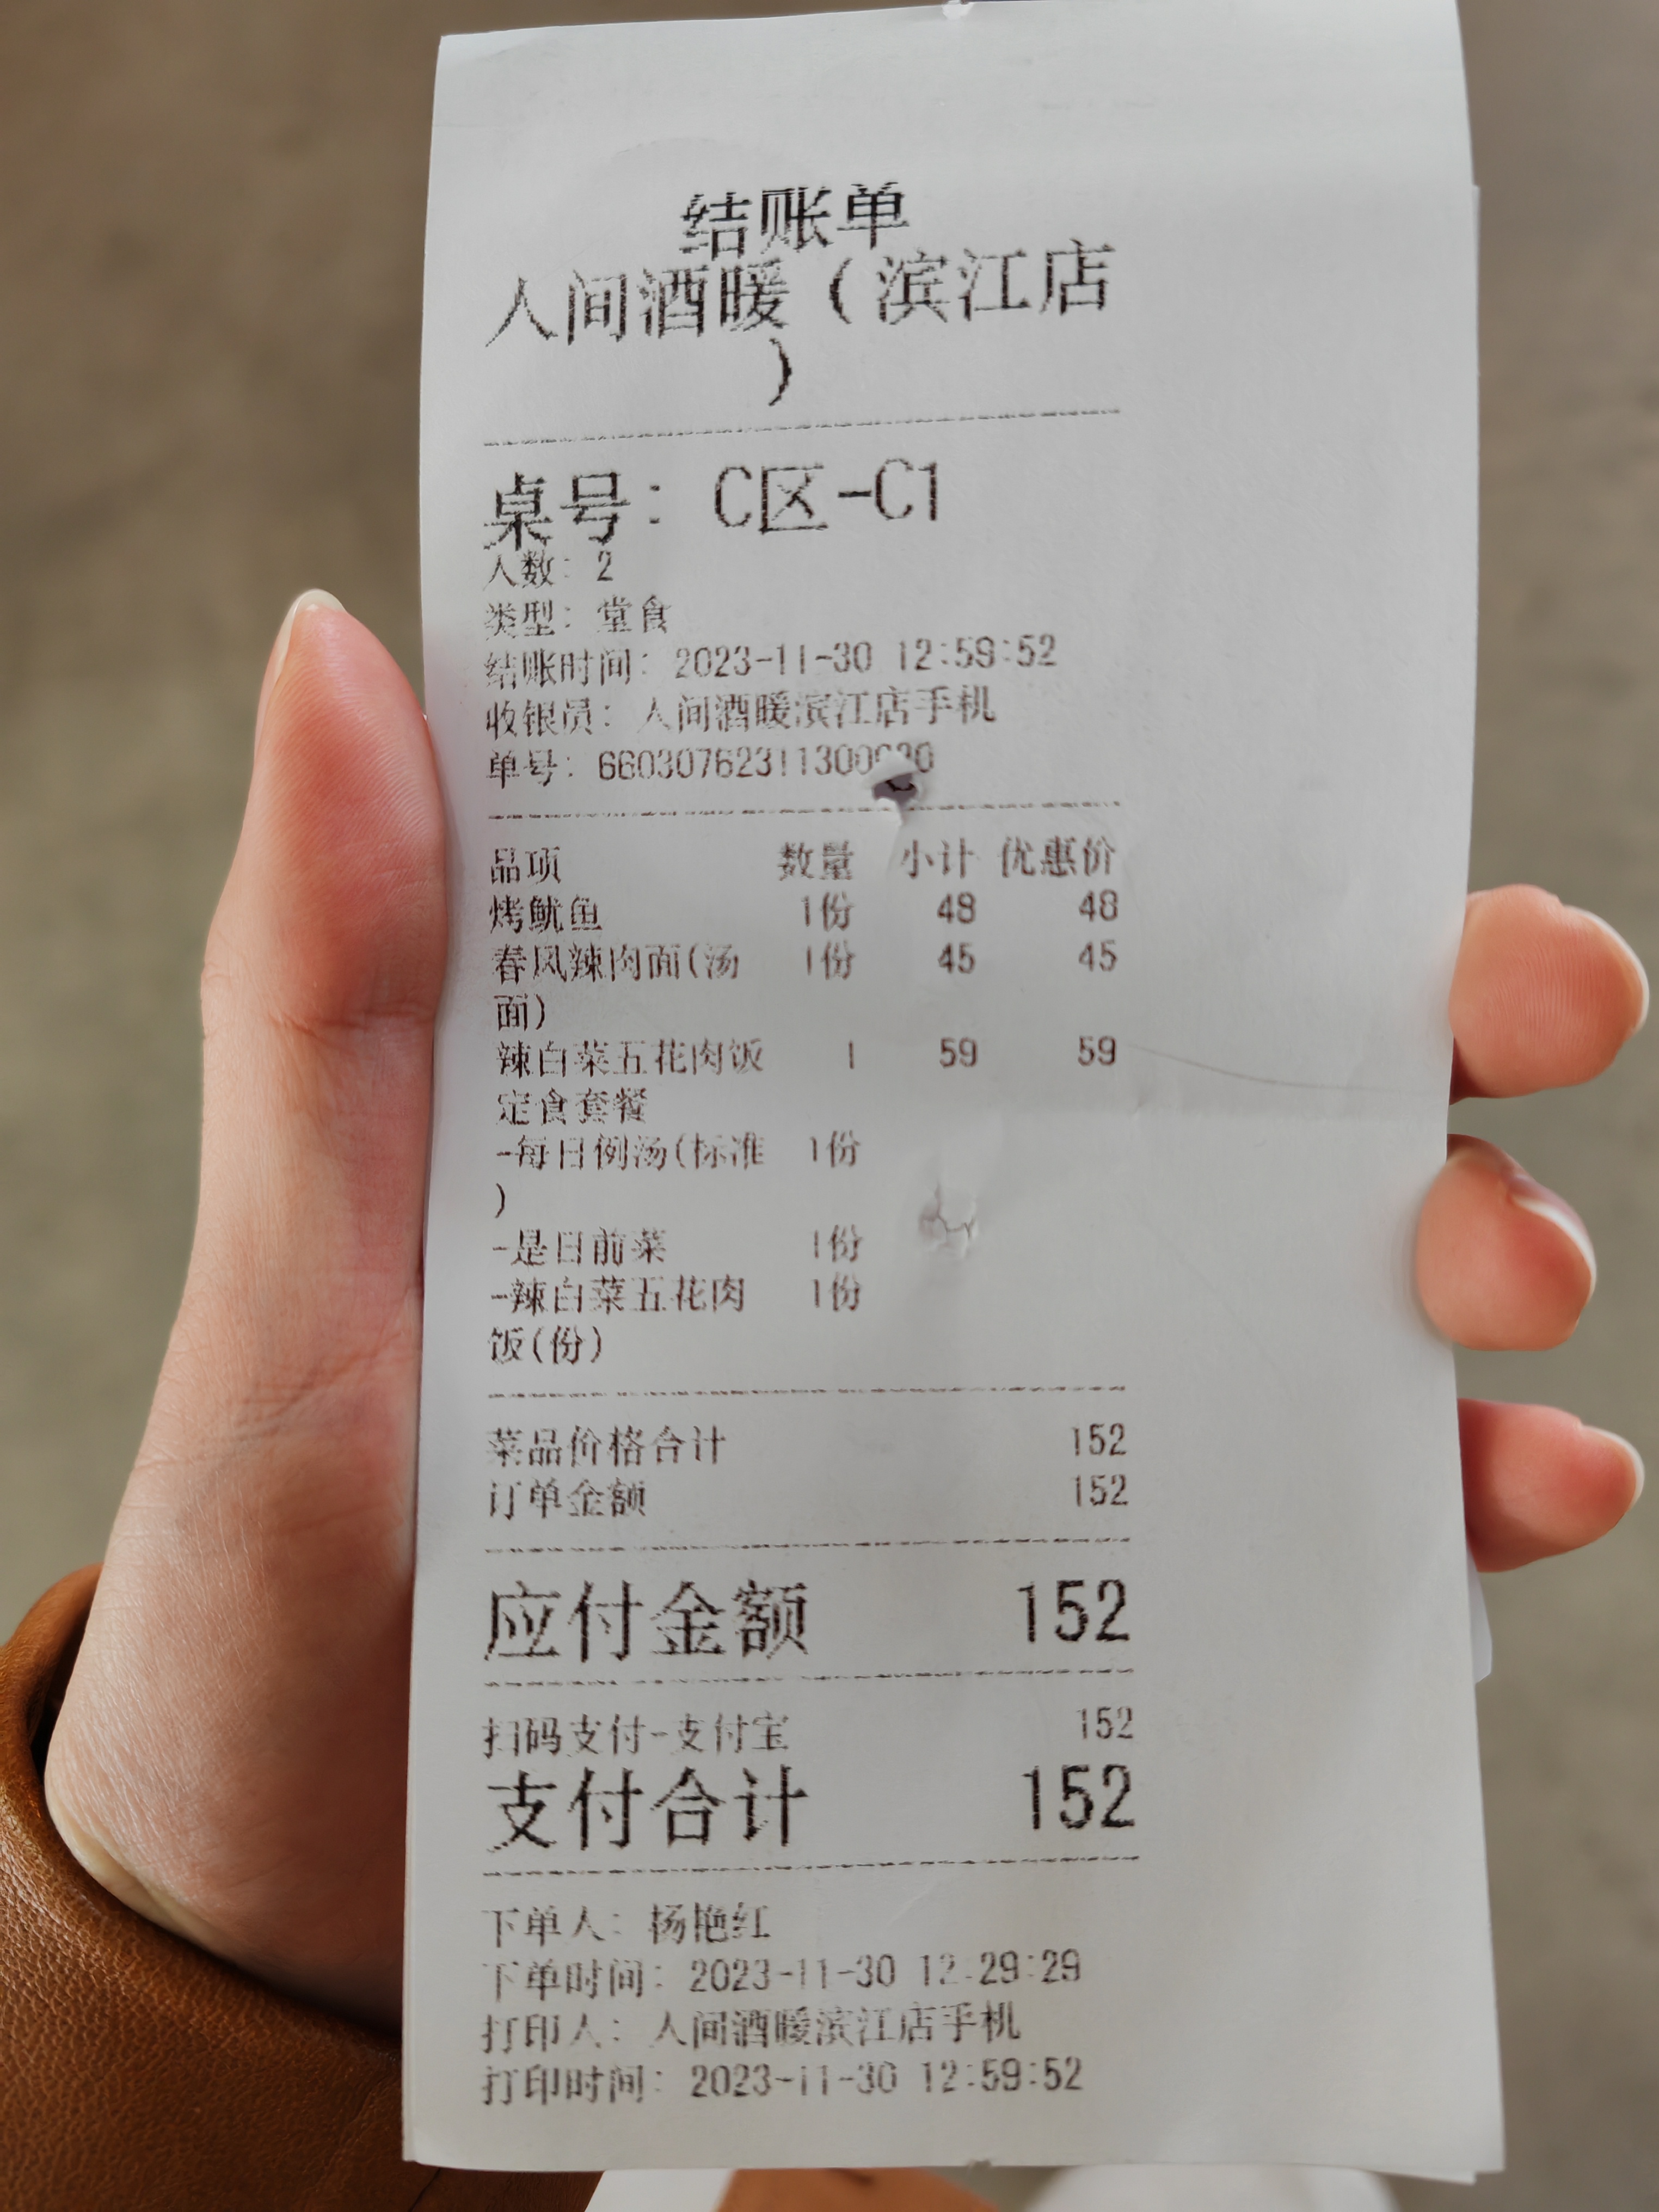 结账单
人间酒暖(滨江店
)
桌号: C区-C1
人数: 2
类型: 堂食
结账时间: 2023-11-30 12:59:52
收银员: 人间酒暖滨江店手机
单号:
品项 数量 小计 优惠价
烤鱿鱼 1份 48 48
春风辣肉面(汤 1份 45 45
面)
辣白菜五花肉饭 1 59 59
定食套餐
-每日例汤(标准 1份
)
-是日前菜 1份
-辣白菜五花肉 1份
饭(份)
菜品价格合计 152
订单金额 152
应付金额 152
扫码支付-支付宝 152
支付合计 152
下单人: 杨艳红
下单时间: 2023-11-30 12:29:29
打印人: 人间酒暖滨江店手机
打印时间: 2023-11-30 12:59:52